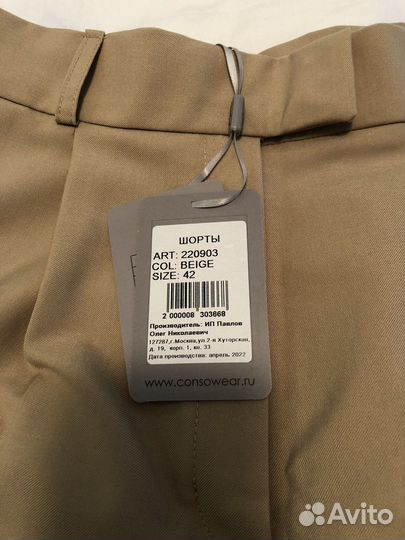 ШОРТЫ
ART: 220903
COL: BEIGE
SIZE: 42
2 000008 303668
Производитель: ИП Павлов
Олег Николаевич
127287,г.Москва,ул.2-я Хуторская,
д. 19, корп. 1, кв. 33
Дата производства: апрель 2022
www.consowear.ru
Avito